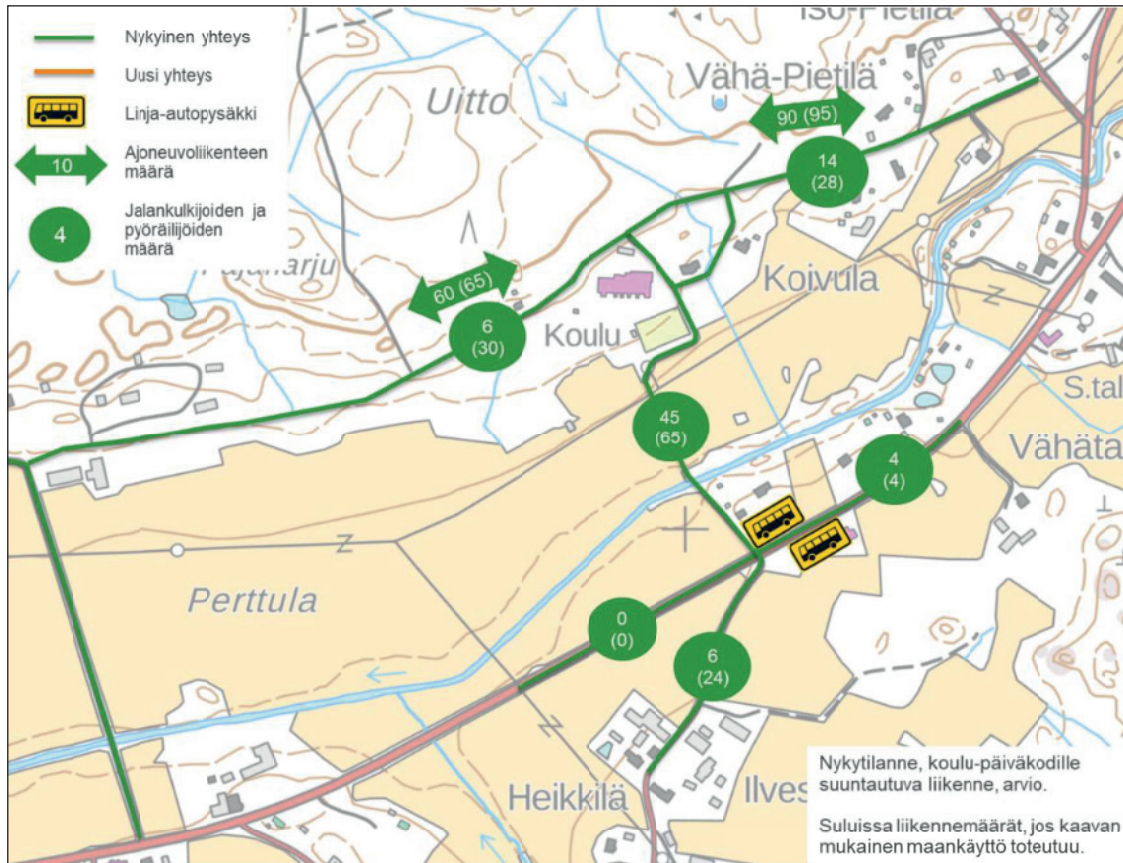 Nykyinen yhteys
Uusi yhteys
Linja-autopysäkki
10
Ajoneuvoliikenteen
määrä
4
Jalankulkijoiden ja
pyöräilijöiden
määrä
Iso-Pietilä
Vähä-Pietilä
Uitto
90 (95)
14
(28)
60 (65)
6
(30)
Koulu
Koivula
S.tal
Vähäta
45
(65)
4
(4)
Perttula
0
(0)
6
(24)
Heikkilä
Ilves
Nykytilanne, koulu-päiväkodille
suuntautuva liikenne, arvio.
Suluissa liikennemäärät, jos kaavan
mukainen maankäyttö toteutuu.